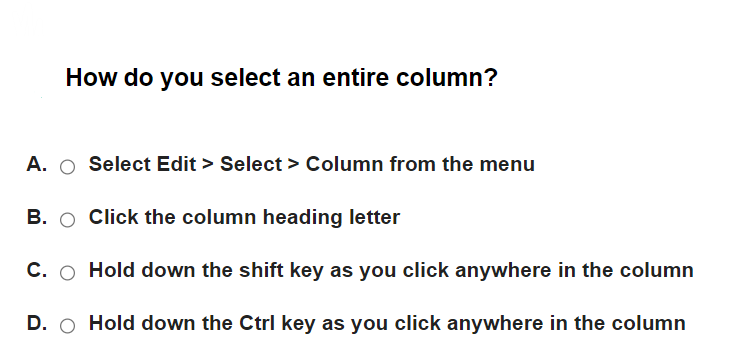 How do you select an entire column?
A. Select Edit > Select > Column from the menu
B. Click the column heading letter
C. Hold down the shift key as you click anywhere in the column
D. Hold down the Ctrl key as you click anywhere in the column